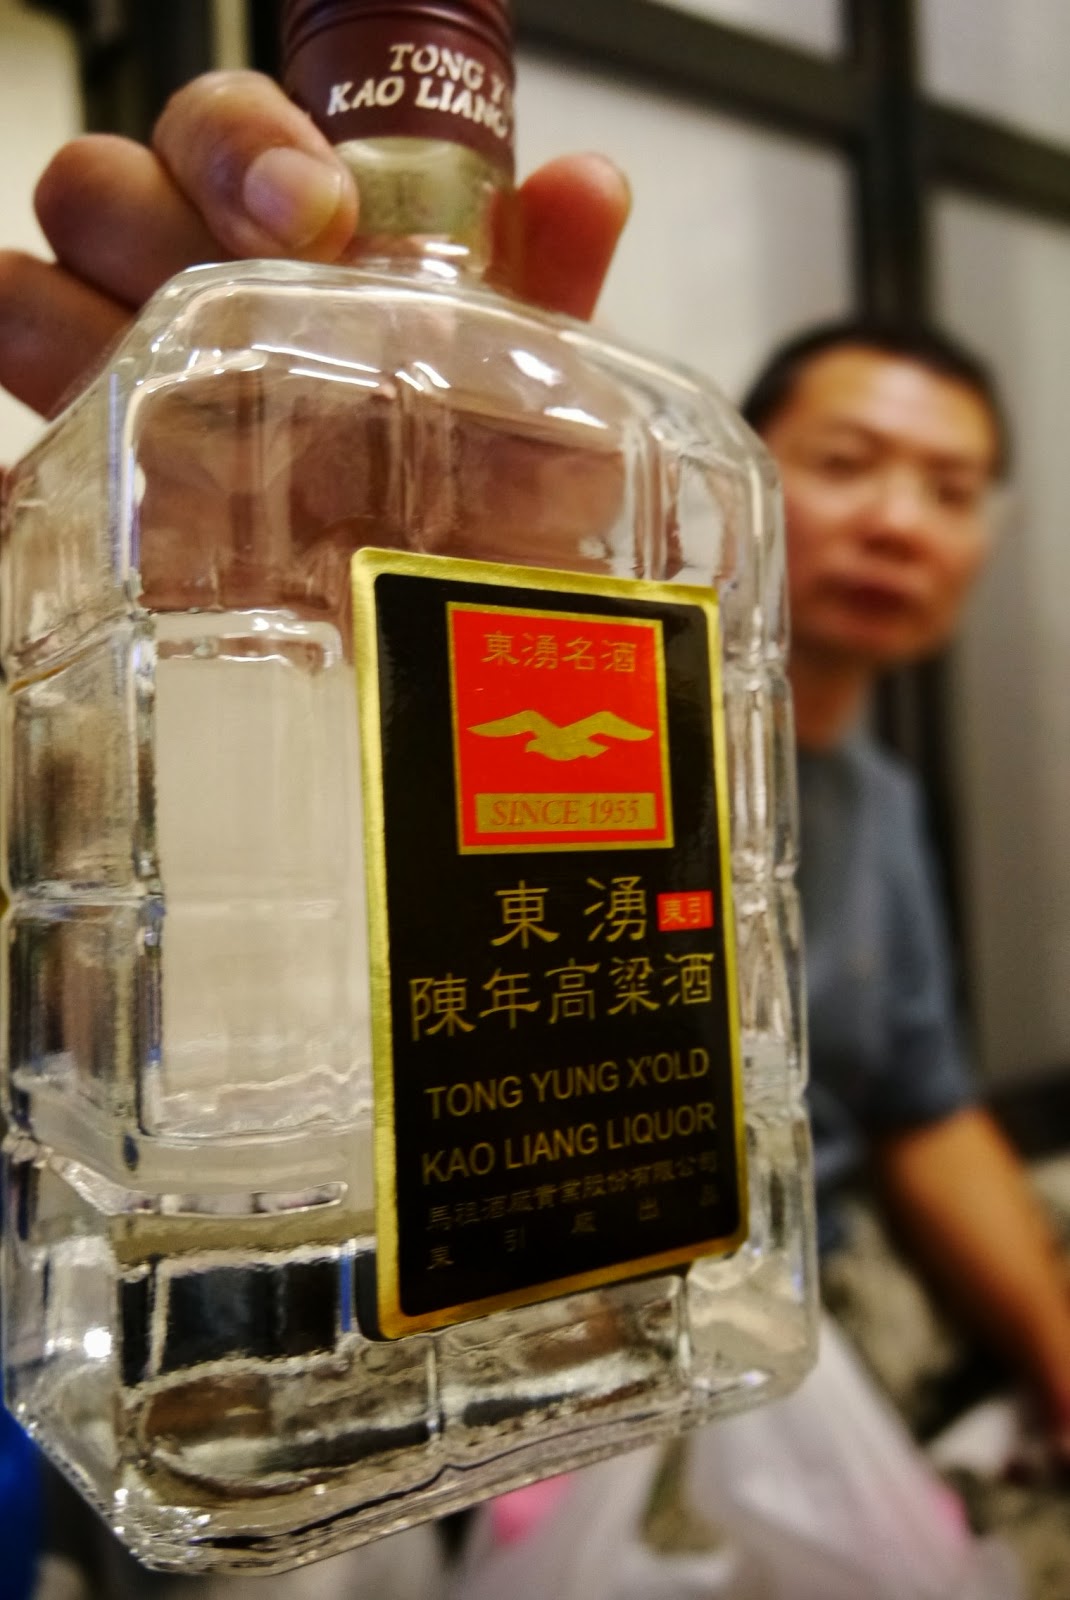 TONG Y
KAO LIANG
東湧名酒
SINCE 1955
東湧 東引
陳年高粱酒
TONG YUNG X'OLD
KAO LIANG LIQUOR
馬祖酒廠實業股份有限公司
東引廠出品